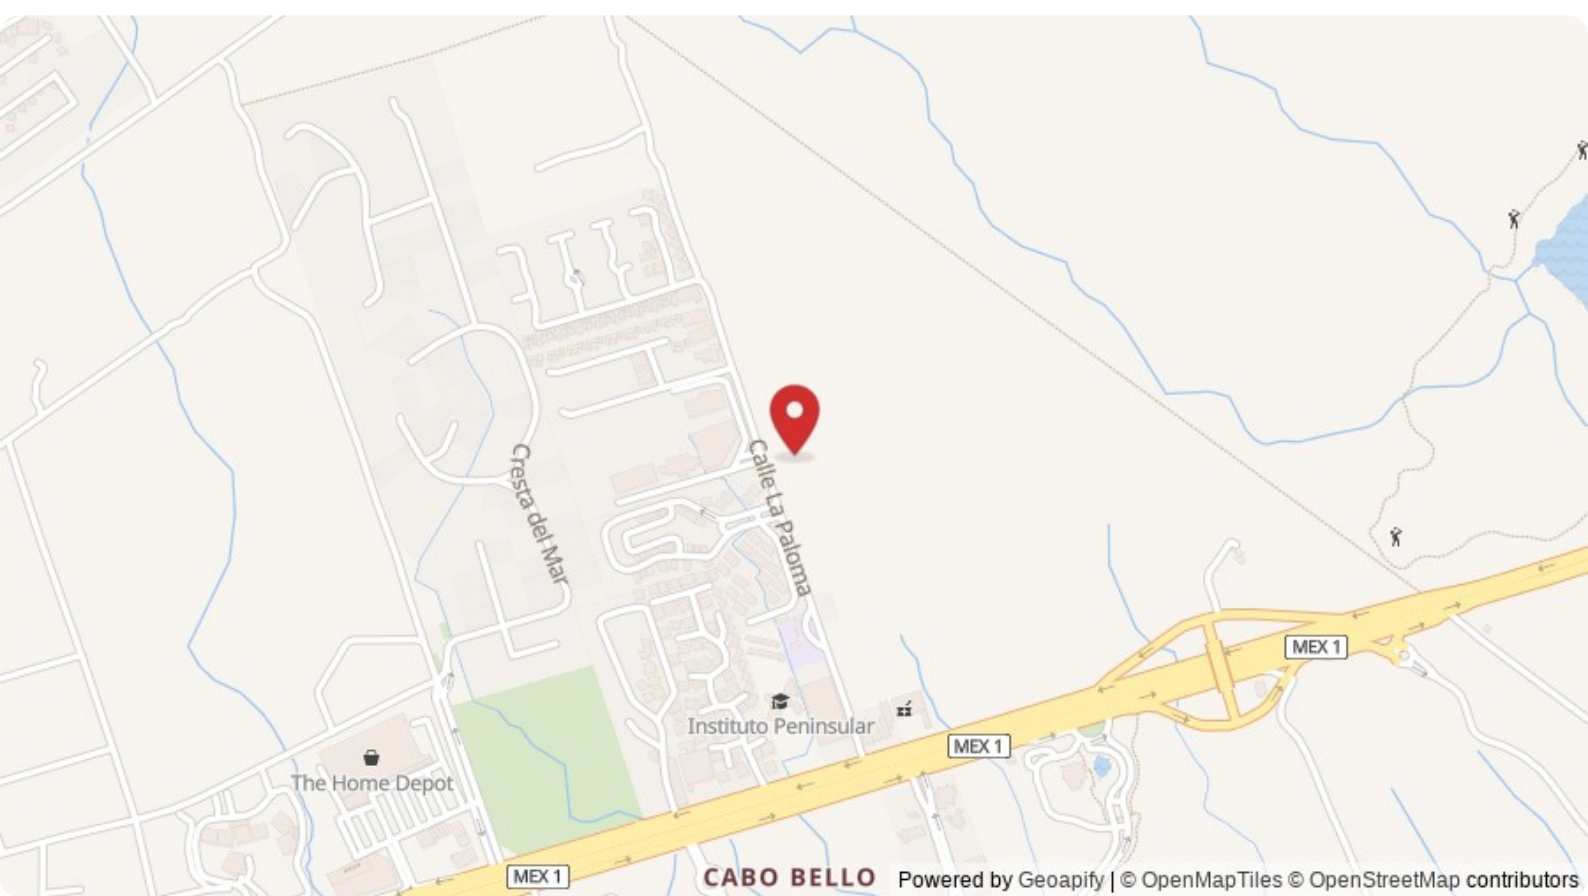 Cresta del Mar
Calle La Paloma
MEX 1
Instituto Peninsular
MEX 1
The Home Depot
MEX 1
CABO BELLO
Powered by Geoapify | © OpenMapTiles © OpenStreetMap contributors